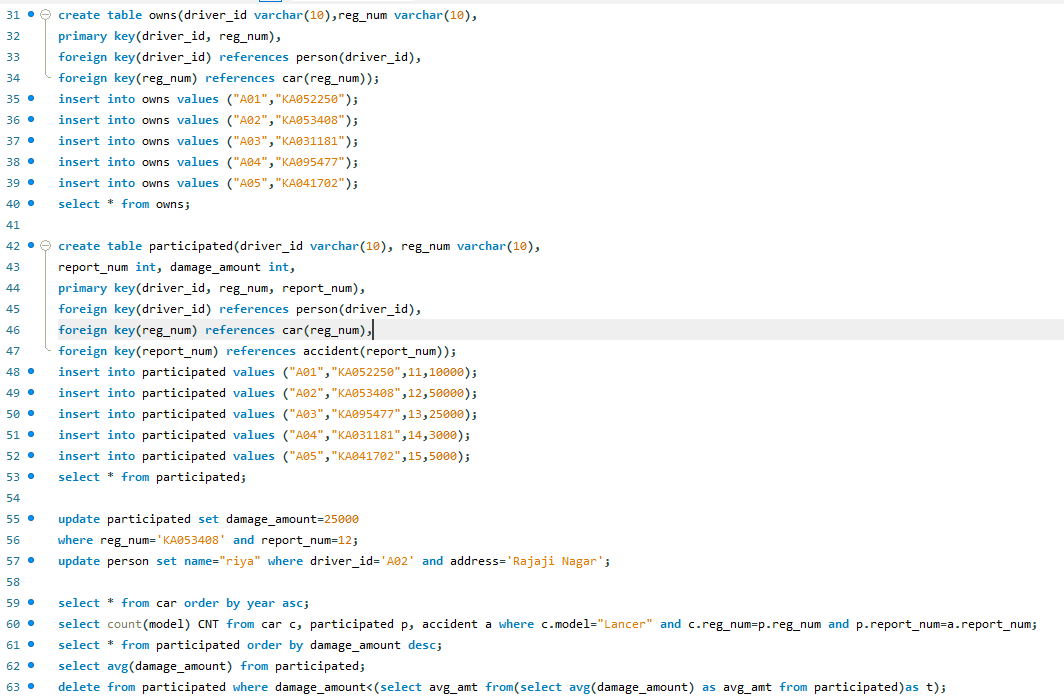 31 create table owns(driver_id varchar(10),reg_num varchar(10),
32 primary key(driver_id, reg_num),
33 foreign key(driver_id) references person(driver_id),
34 foreign key(reg_num) references car(reg_num));
35 insert into owns values ("A01","KA052250");
36 insert into owns values ("A02","KA053408");
37 insert into owns values ("A03","KA031181");
38 insert into owns values ("A04","KA095477");
39 insert into owns values ("A05","KA041702");
40 select * from owns;
41
42 create table participated(driver_id varchar(10), reg_num varchar(10),
43 report_num int, damage_amount int,
44 primary key(driver_id, reg_num, report_num),
45 foreign key(driver_id) references person(driver_id),
46 foreign key(reg_num) references car(reg_num),
47 foreign key(report_num) references accident(report_num));
48 insert into participated values ("A01","KA052250",11,10000);
49 insert into participated values ("A02","KA053408",12,50000);
50 insert into participated values ("A03","KA095477",13,25000);
51 insert into participated values ("A04","KA031181",14,3000);
52 insert into participated values ("A05","KA041702",15,5000);
53 select * from participated;
54
55 update participated set damage_amount=25000
56 where reg_num='KA053408' and report_num=12;
57 update person set name="riya" where driver_id='A02' and address='Rajaji Nagar';
58
59 select * from car order by year asc;
60 select count(model) CNT from car c, participated p, accident a where c.model="Lancer" and c.reg_num=p.reg_num and p.report_num=a.report_num;
61 select * from participated order by damage_amount desc;
62 select avg(damage_amount) from participated;
63 delete from participated where damage_amount<(select avg_amt from(select avg(damage_amount) as avg_amt from participated)as t);